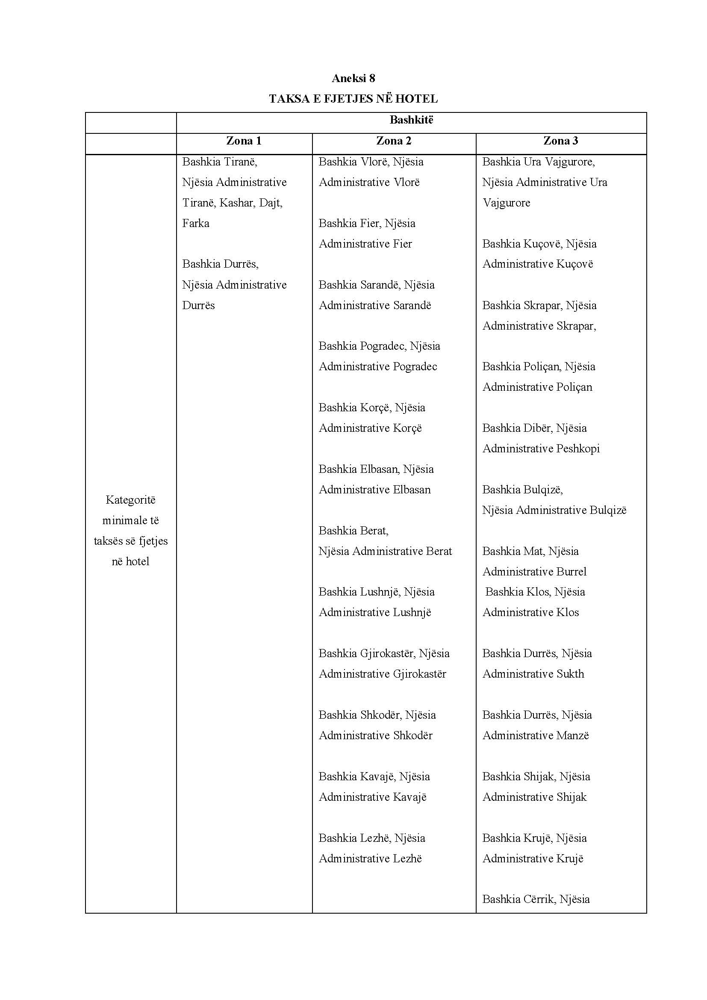 Aneksi 8
TAKSA E FJETJES NË HOTEL
Bashkitë
Zona 1
Zona 2
Zona 3
Kategoritë
minimale të
taksës së fjetjes
në hotel
Bashkia Tiranë,
Njësia Administrative
Tiranë, Kashar, Dajt,
Farka
Bashkia Durrës,
Njësia Administrative
Durrës
Bashkia Vlorë, Njësia
Administrative Vlorë
Bashkia Fier, Njësia
Administrative Fier
Bashkia Sarandë, Njësia
Administrative Sarandë
Bashkia Pogradec, Njësia
Administrative Pogradec
Bashkia Korçë, Njësia
Administrative Korçë
Bashkia Elbasan, Njësia
Administrative Elbasan
Bashkia Berat,
Njësia Administrative Berat
Bashkia Lushnjë, Njësia
Administrative Lushnjë
Bashkia Gjirokastër, Njësia
Administrative Gjirokastër
Bashkia Shkodër, Njësia
Administrative Shkodër
Bashkia Kavajë, Njësia
Administrative Kavajë
Bashkia Lezhë, Njësia
Administrative Lezhë
Bashkia Ura Vajgurore,
Njësia Administrative Ura
Vajgurore
Bashkia Kuçovë, Njësia
Administrative Kuçovë
Bashkia Skrapar, Njësia
Administrative Skrapar,
Bashkia Poliçan, Njësia
Administrative Poliçan
Bashkia Dibër, Njësia
Administrative Peshkopi
Bashkia Bulqizë,
Njësia Administrative Bulqizë
Bashkia Mat, Njësia
Administrative Burrel
Bashkia Klos, Njësia
Administrative Klos
Bashkia Durrës, Njësia
Administrative Sukth
Bashkia Durrës, Njësia
Administrative Manzë
Bashkia Shijak, Njësia
Administrative Shijak
Bashkia Krujë, Njësia
Administrative Krujë
Bashkia Cërrik, Njësia